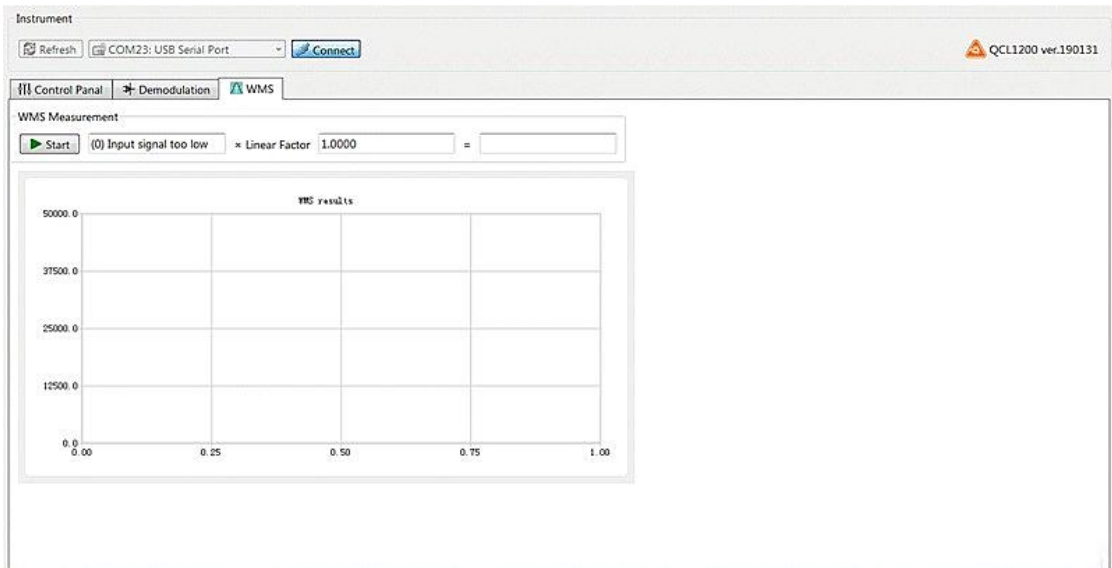 Instrument
Refresh COM23: USB Serial Port Connect QCL1200 ver.190131
Control Panal Demodulation WMS
WMS Measurement
Start (0) Input signal too low × Linear Factor 1.0000 =
WMS results
50000.0
37500.0
25000.0
12500.0
0.0
0.00 0.25 0.50 0.75 1.00